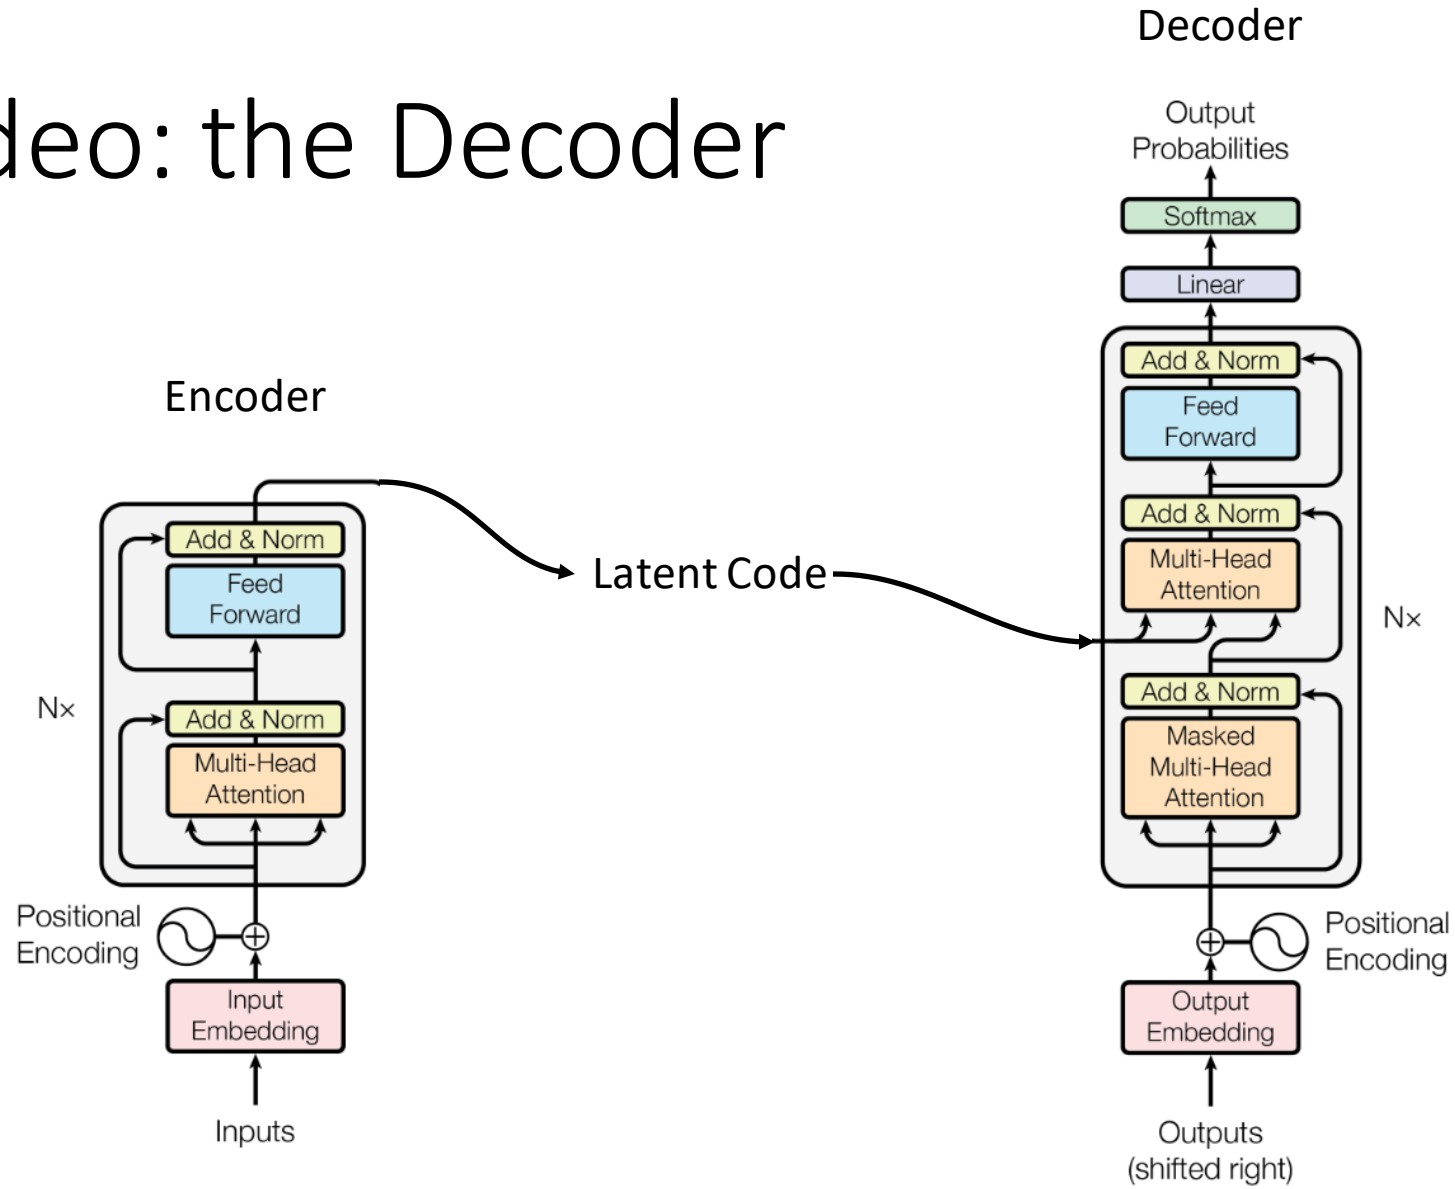 Decoder
deo: the Decoder
Output
Probabilities
Softmax
Linear
Add & Norm
Feed
Forward
Add & Norm
Multi-Head
Attention
Nx
Add & Norm
Masked
Multi-Head
Attention
Positional
Encoding
Output
Embedding
Outputs
(shifted right)
Encoder
Add & Norm
Feed
Forward
Nx
Add & Norm
Multi-Head
Attention
Positional
Encoding
Input
Embedding
Inputs
Latent Code